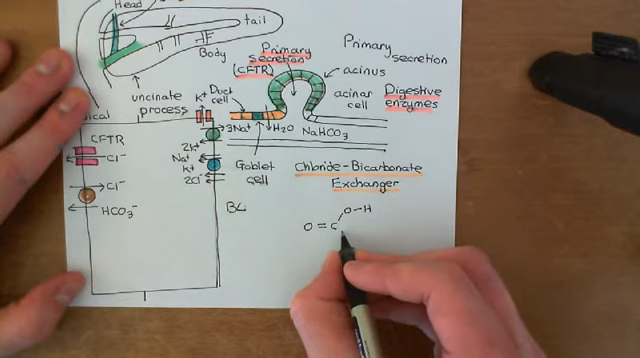 Head
tail
Body
uncinate
process
Primary
secretion
(CFTR)
Primary
secretion
acinus
acinar
cell
Digestive
enzymes
K+
Duct
cell
3Na+
H2O
NaHCO3
Goblet
cell
ical
CFTR
Cl-
Cl-
HCO3-
2K+
Na+
K+
2Cl-
BL
Chloride-Bicarbonate
Exchanger
O-H
O=C